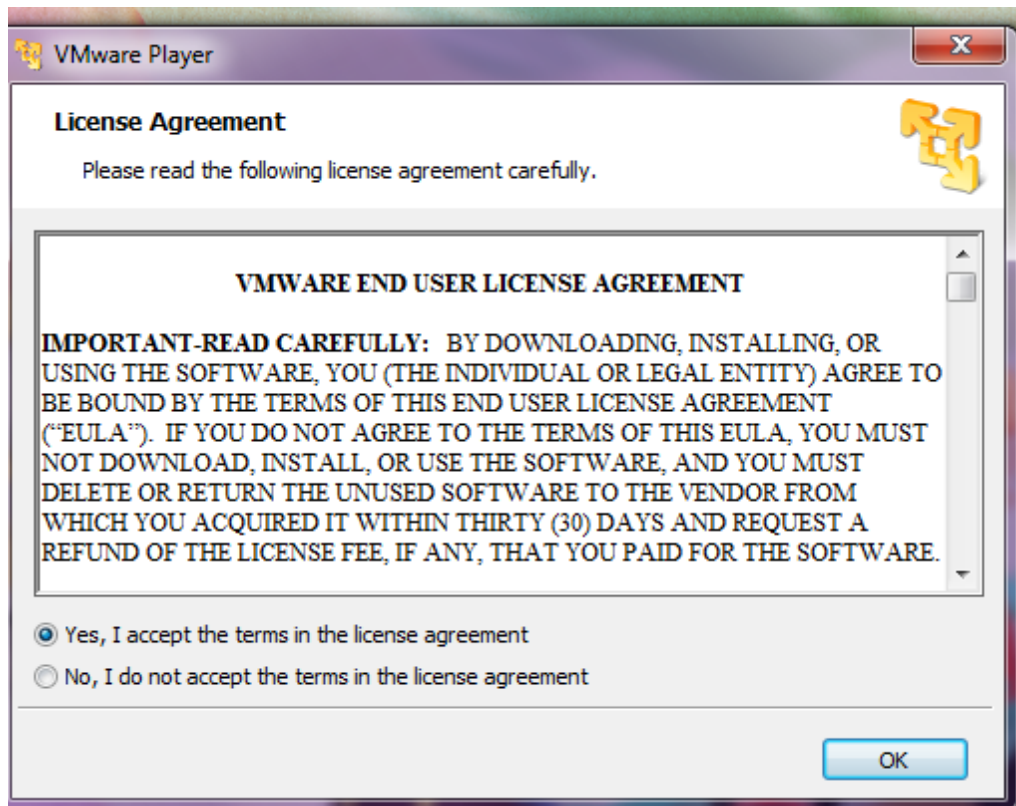 VMware Player
License Agreement
Please read the following license agreement carefully.
VMWARE END USER LICENSE AGREEMENT
IMPORTANT-READ CAREFULLY: BY DOWNLOADING, INSTALLING, OR
USING THE SOFTWARE, YOU (THE INDIVIDUAL OR LEGAL ENTITY) AGREE TO
BE BOUND BY THE TERMS OF THIS END USER LICENSE AGREEMENT
(“EULA”). IF YOU DO NOT AGREE TO THE TERMS OF THIS EULA, YOU MUST
NOT DOWNLOAD, INSTALL, OR USE THE SOFTWARE, AND YOU MUST
DELETE OR RETURN THE UNUSED SOFTWARE TO THE VENDOR FROM
WHICH YOU ACQUIRED IT WITHIN THIRTY (30) DAYS AND REQUEST A
REFUND OF THE LICENSE FEE, IF ANY, THAT YOU PAID FOR THE SOFTWARE.
Yes, I accept the terms in the license agreement
No, I do not accept the terms in the license agreement
OK